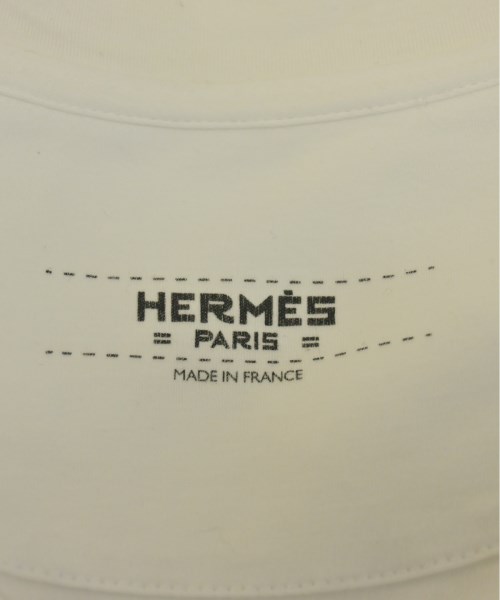 HERMÈS
= PARIS =
MADE IN FRANCE